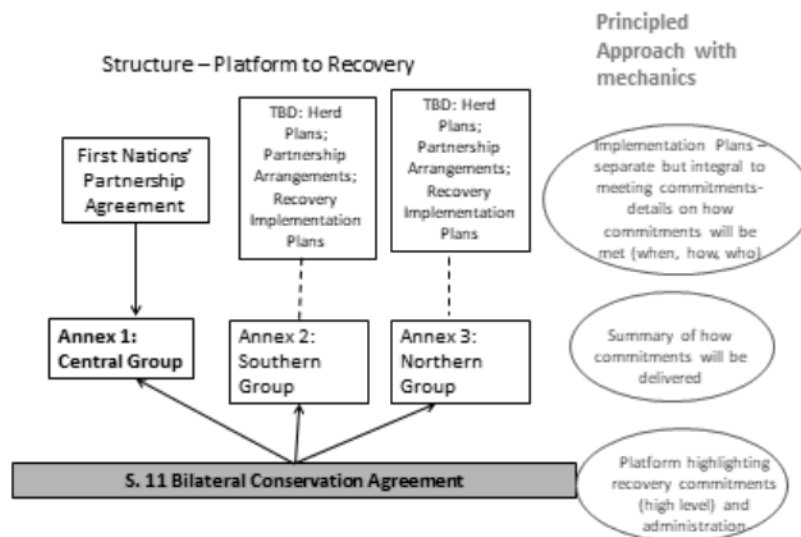 Principled
Approach with
mechanics
Structure – Platform to Recovery
First Nations'
Partnership
Agreement
TBD: Herd
Plans;
Partnership
Arrangements;
Recovery
Implementation
Plans
TBD: Herd
Plans;
Partnership
Arrangements;
Recovery
Implementation
Plans
Implementation Plans –
separate but integral to
meeting commitments-
details on how
commitments will be
met (when, how, who)
Annex 1:
Central Group
Annex 2:
Southern
Group
Annex 3:
Northern
Group
Summary of how
commitments will be
delivered
S. 11 Bilateral Conservation Agreement
Platform highlighting
recovery commitments
(high level) and
administration